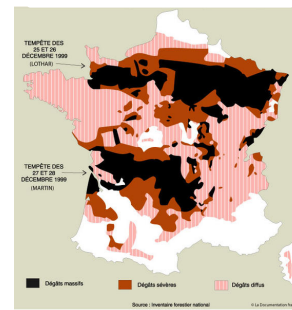 TEMPÊTE DES
25 ET 26
DÉCEMBRE 1999
(LOTHAR)
TEMPÊTE DES
27 ET 28
DÉCEMBRE 1999
(MARTIN)
Dégâts massifs
Dégâts sévères
Dégâts diffus
Source : Inventaire forestier national
© La Documentation